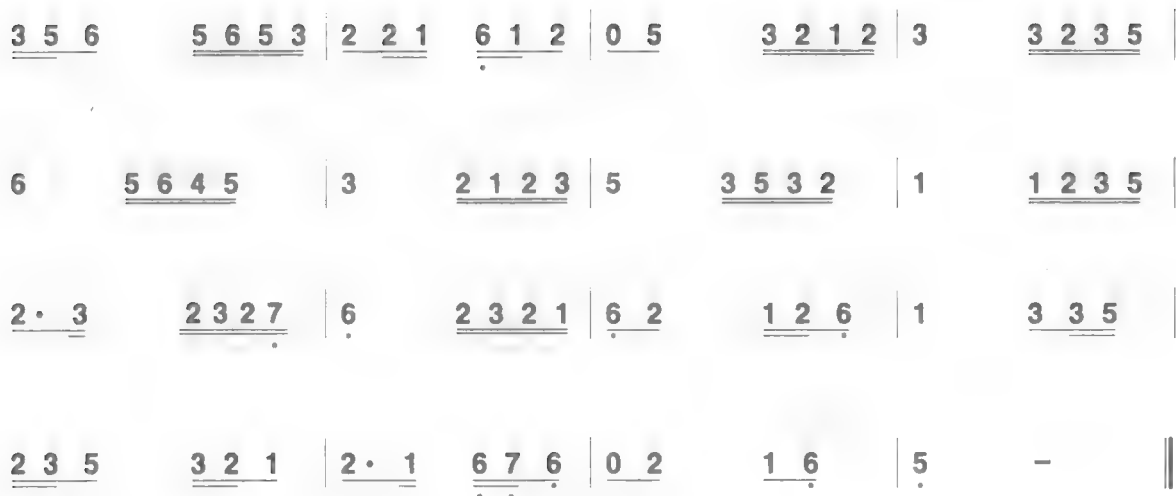 3 5 6 5 6 5 3 | 2 2 1 6̣ 1 2 | 0 5 3 2 1 2 | 3 3 2 3 5 |
6 5 6 4 5 | 3 2 1 2 3 | 5 3 5 3 2 | 1 1 2 3 5 |
2· 3 2 3 2 7̣ | 6̣ 2 3 2 1 | 6̣ 2 1 2 6̣ | 1 3 3 5 |
2 3 5 3 2 1 | 2· 1 6̣ 7̣ 6̣ | 0 2 1 6̣ | 5̣ – ‖